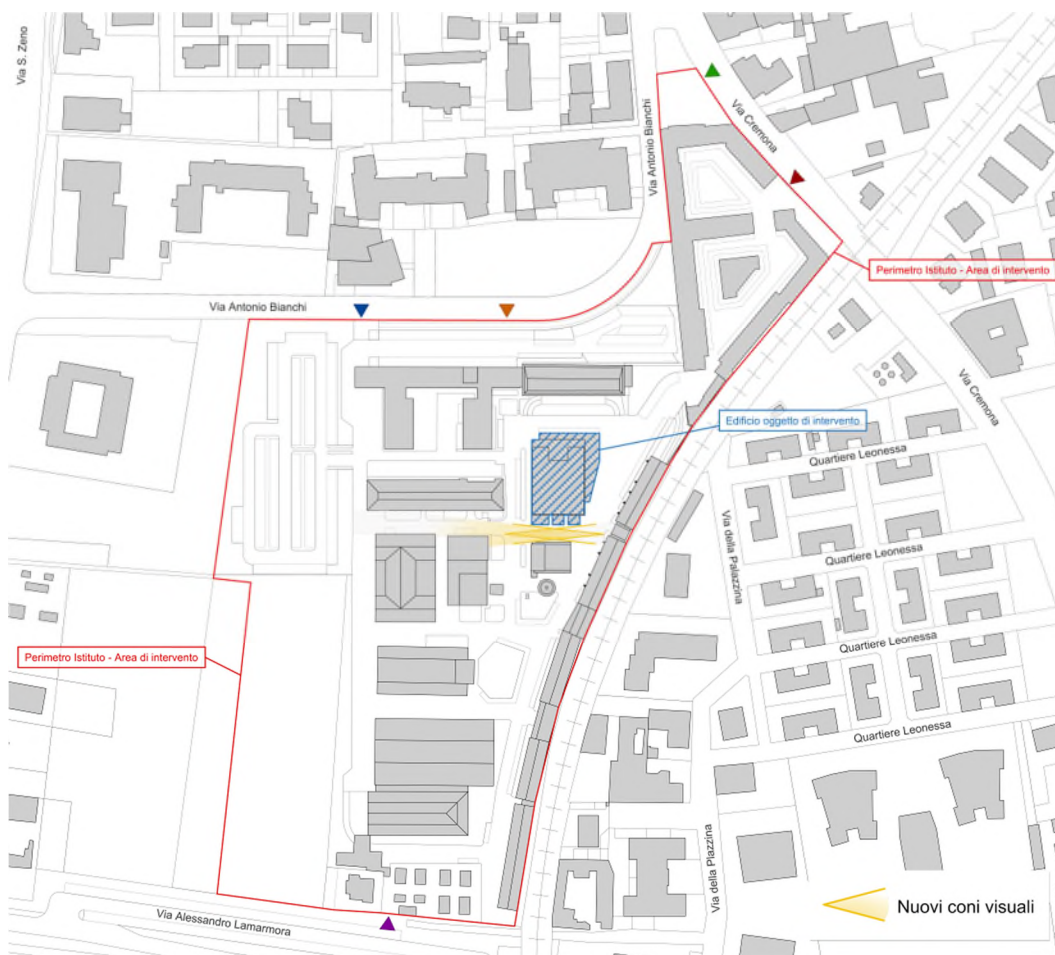 Via S. Zeno
Via Cremona
Via Antonio Bianchi
Perimetro Istituto - Area di intervento
Via Antonio Bianchi
Via Cremona
Edificio oggetto di intervento
Quartiere Leonessa
Via della Palazzina
Quartiere Leonessa
Quartiere Leonessa
Perimetro Istituto - Area di intervento
Quartiere Leonessa
Via della Plazzina
Nuovi coni visuali
Via Alessandro Lamarmora